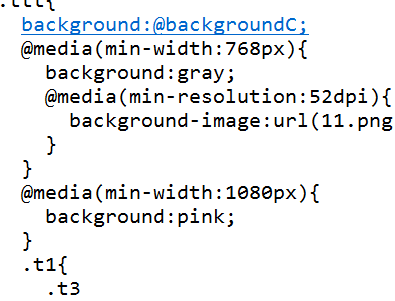 .ttt{
background:@backgroundC;
@media(min-width:768px){
background:gray;
@media(min-resolution:52dpi){
background-image:url(11.png
}
}
@media(min-width:1080px){
background:pink;
}
.t1{
.t3